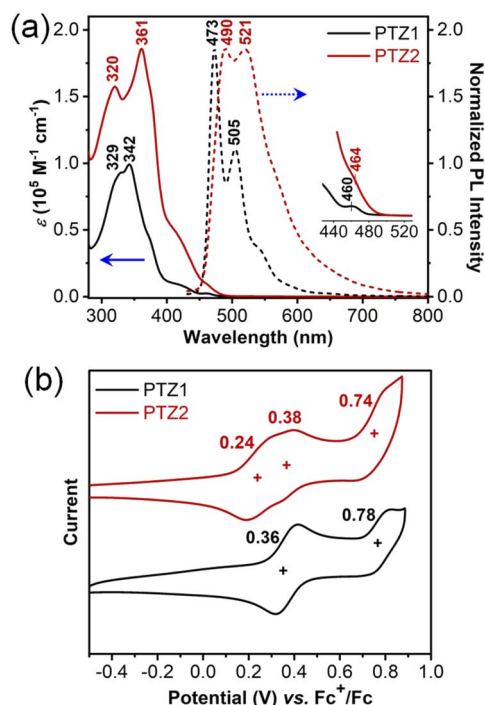 (a)
2.0
1.5
1.0
0.5
0.0
ε (10⁵ M⁻¹ cm⁻¹)
320
361
329
342
473
490
521
505
PTZ1
PTZ2
460
464
440 480 520
2.0
1.5
1.0
0.5
0.0
Normalized PL Intensity
300 400 500 600 700 800
Wavelength (nm)
(b)
PTZ1
PTZ2
0.24
0.38
0.74
0.36
0.78
Current
-0.4 -0.2 0.0 0.2 0.4 0.6 0.8 1.0
Potential (V) vs. Fc⁺/Fc